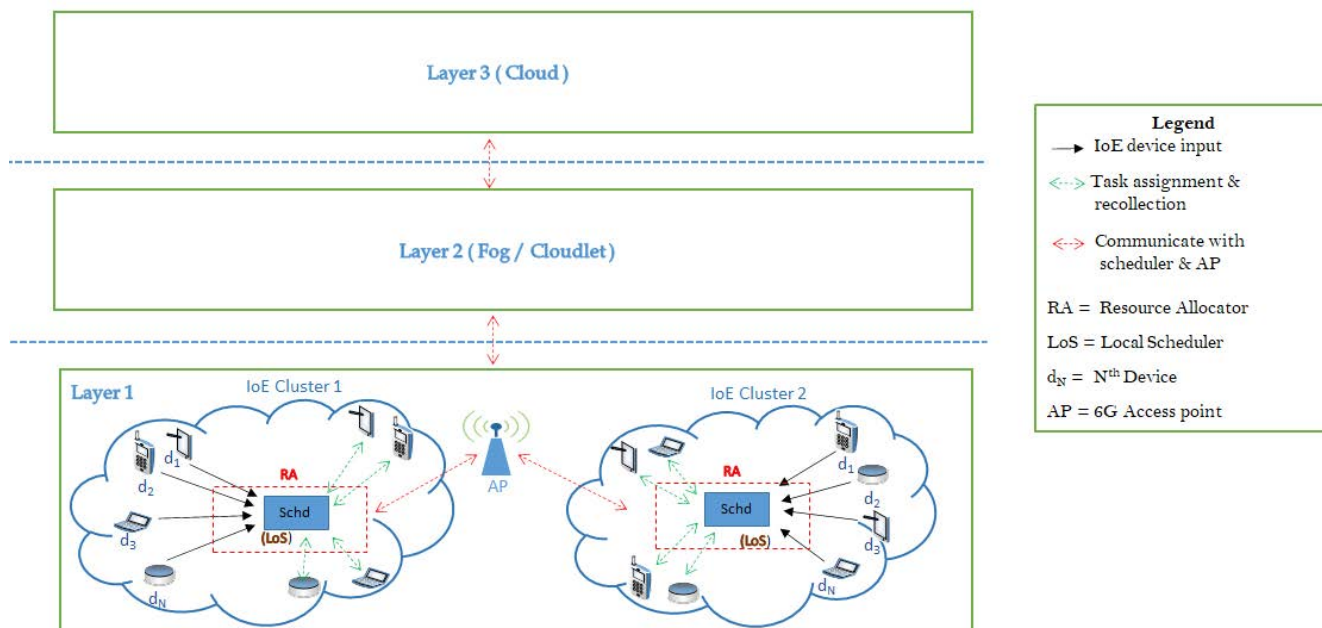 Layer 3 ( Cloud )
Layer 2 ( Fog / Cloudlet )
Layer 1
IoE Cluster 1
d1
d2
d3
dN
RA
Schd
(LoS)
AP
IoE Cluster 2
RA
Schd
(LoS)
d1
d2
d3
dN
Legend
IoE device input
Task assignment &
recollection
Communicate with
scheduler & AP
RA = Resource Allocator
LoS = Local Scheduler
dN = Nth Device
AP = 6G Access point